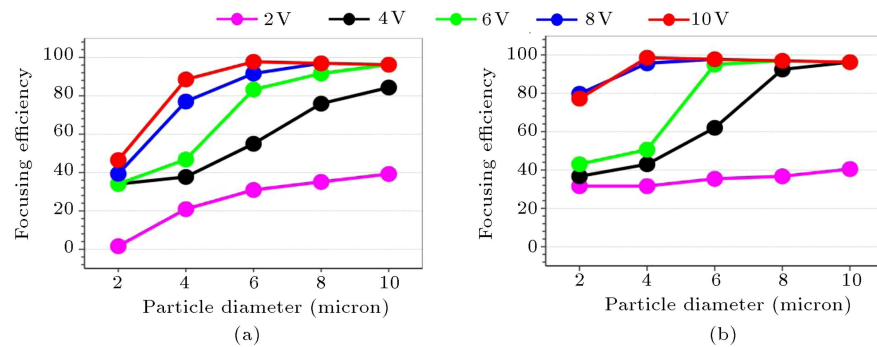 2 V 4 V 6 V 8 V 10 V
100
80
60
40
20
0
Focusing efficiency
2 4 6 8 10
Particle diameter (micron)
(a)
100
80
60
40
20
0
Focusing efficiency
2 4 6 8 10
Particle diameter (micron)
(b)